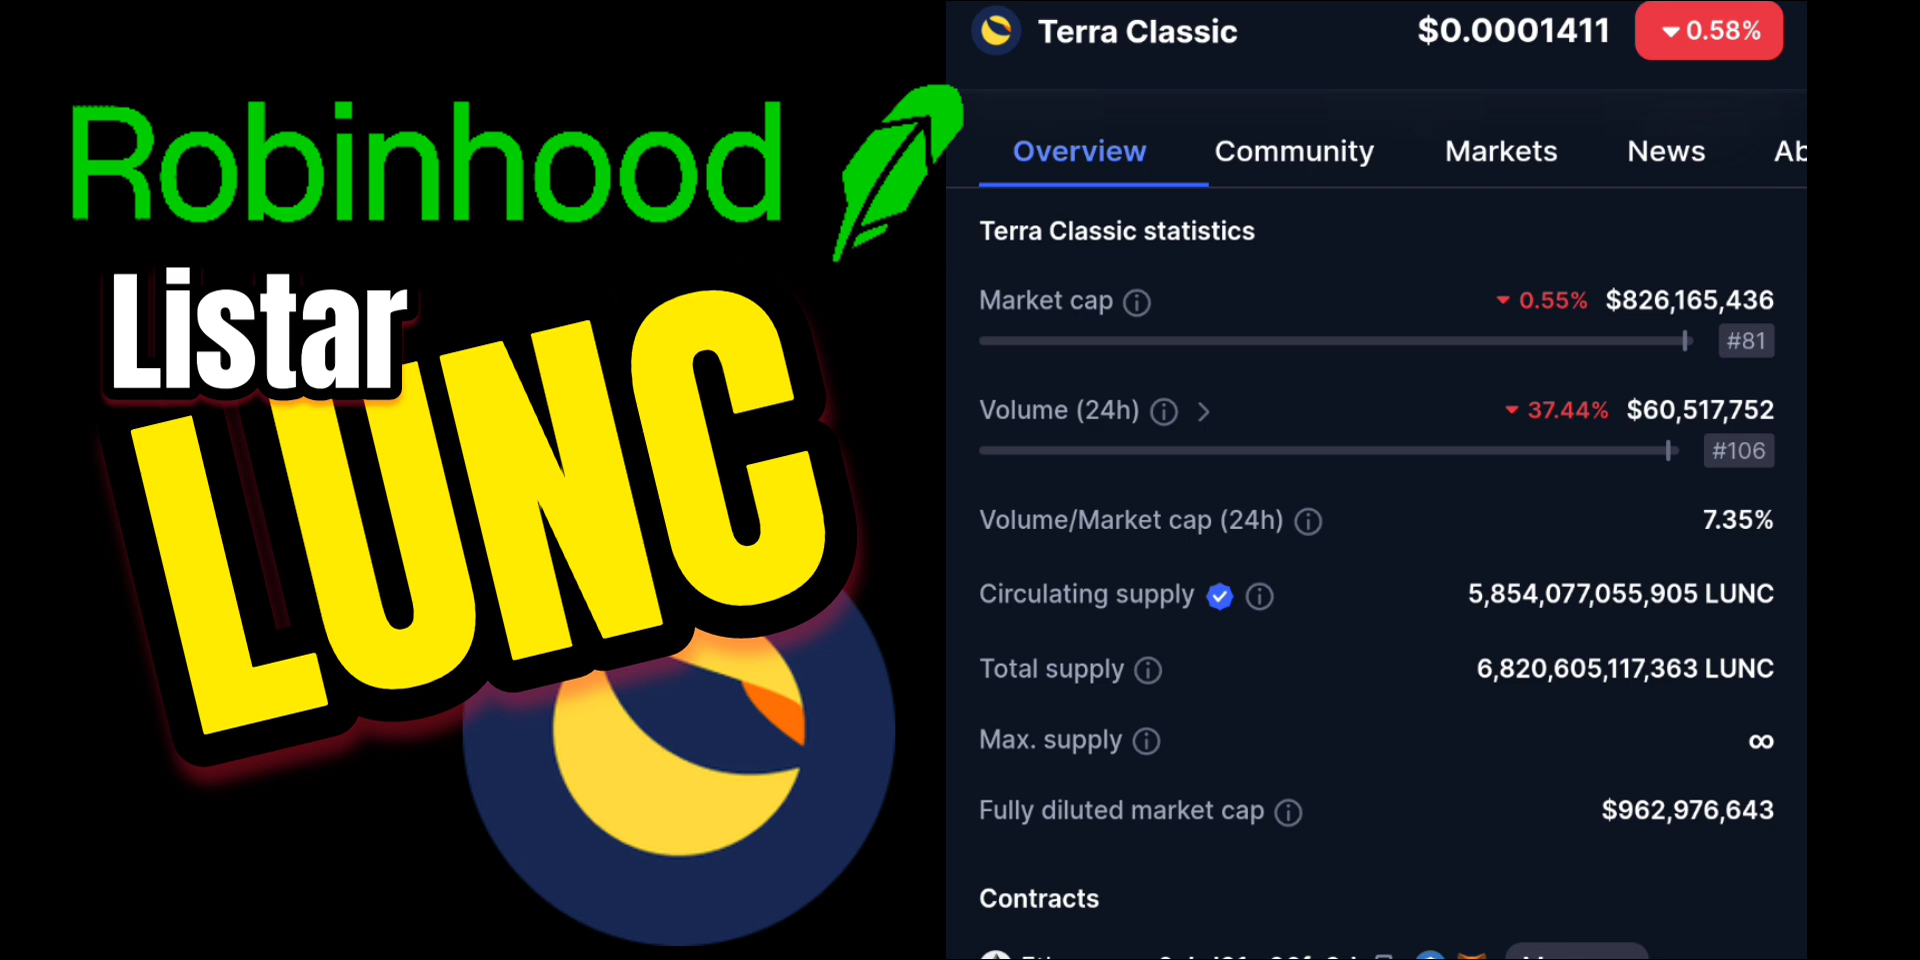 Robinhood
Listar
LUNC
Terra Classic $0.0001411 0.58%
Overview Community Markets News Ab
Terra Classic statistics
Market cap 0.55% $826,165,436
#81
Volume (24h) 37.44% $60,517,752
#106
Volume/Market cap (24h) 7.35%
Circulating supply 5,854,077,055,905 LUNC
Total supply 6,820,605,117,363 LUNC
Max. supply ∞
Fully diluted market cap $962,976,643
Contracts